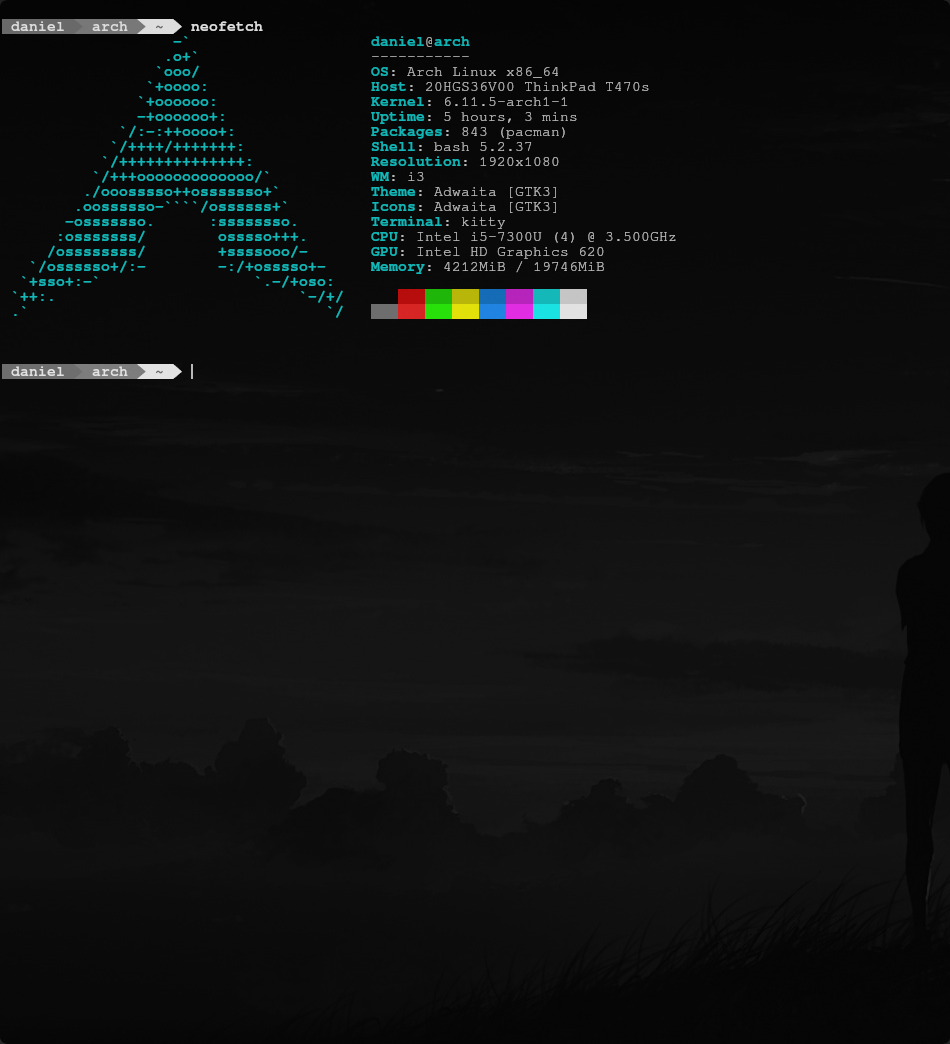 daniel arch ~ neofetch
daniel@arch
-----------
OS: Arch Linux x86_64
Host: 20HGS36V00 ThinkPad T470s
Kernel: 6.11.5-arch1-1
Uptime: 5 hours, 3 mins
Packages: 843 (pacman)
Shell: bash 5.2.37
Resolution: 1920x1080
WM: i3
Theme: Adwaita [GTK3]
Icons: Adwaita [GTK3]
Terminal: kitty
CPU: Intel i5-7300U (4) @ 3.500GHz
GPU: Intel HD Graphics 620
Memory: 4212MiB / 19746MiB
daniel arch ~